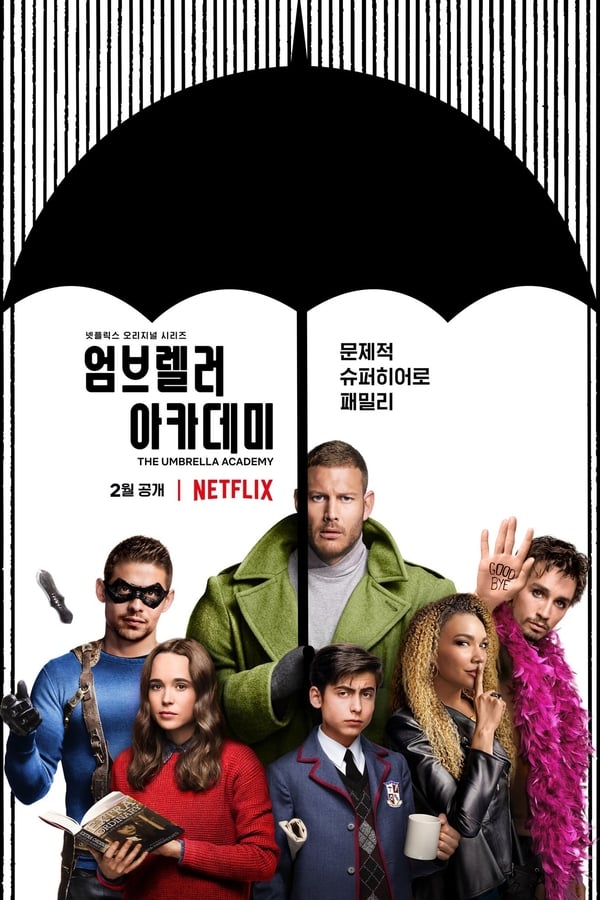 넷플릭스 오리지널 시리즈
엄브렐러
아카데미
THE UMBRELLA ACADEMY
2월 공개 | NETFLIX
문제적
슈퍼히어로
패밀리
GOOD
BYE
EXTRA
ORDINARY